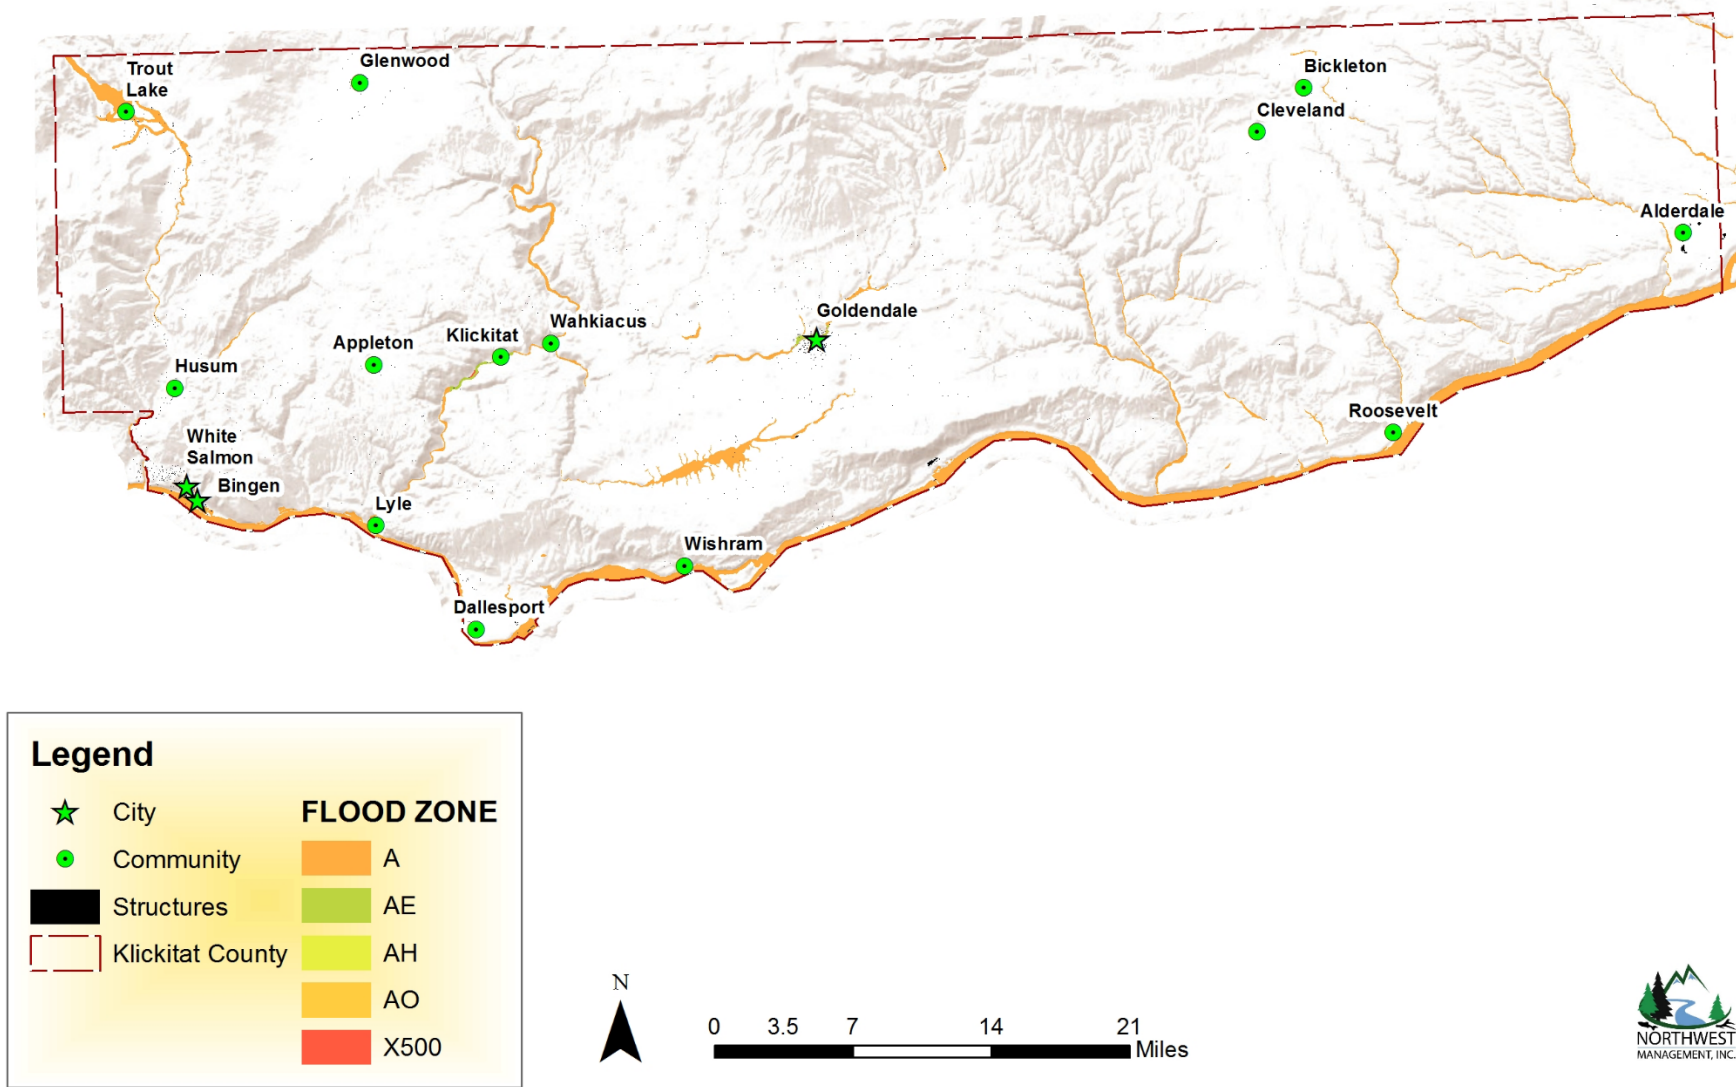 Glenwood
Trout
Lake
Bickleton
Cleveland
Alderdale
Goldendale
Wahkiacus
Klickitat
Appleton
Husum
Roosevelt
White
Salmon
Bingen
Lyle
Wishram
Dallesport
Legend
City
Community
Structures
Klickitat County
FLOOD ZONE
A
AE
AH
AO
X500
N
0 3.5 7 14 21
Miles
NORTHWEST
MANAGEMENT, INC.